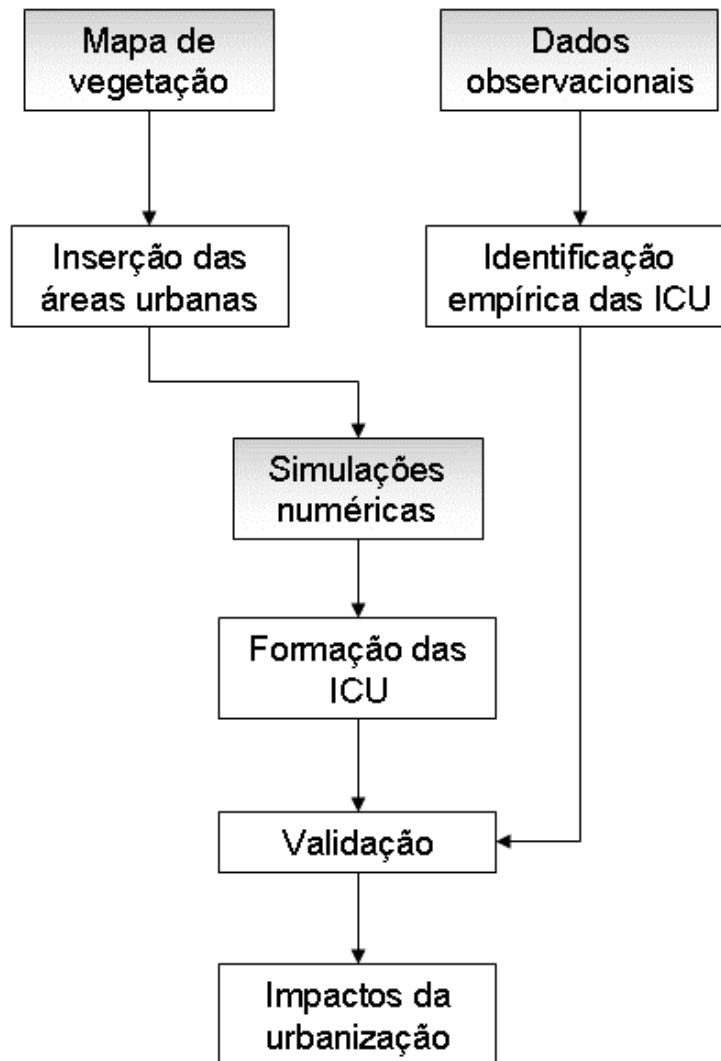 Mapa de
vegetação
Dados
observacionais
Inserção das
áreas urbanas
Identificação
empírica das ICU
Simulações
numéricas
Formação das
ICU
Validação
Impactos da
urbanização